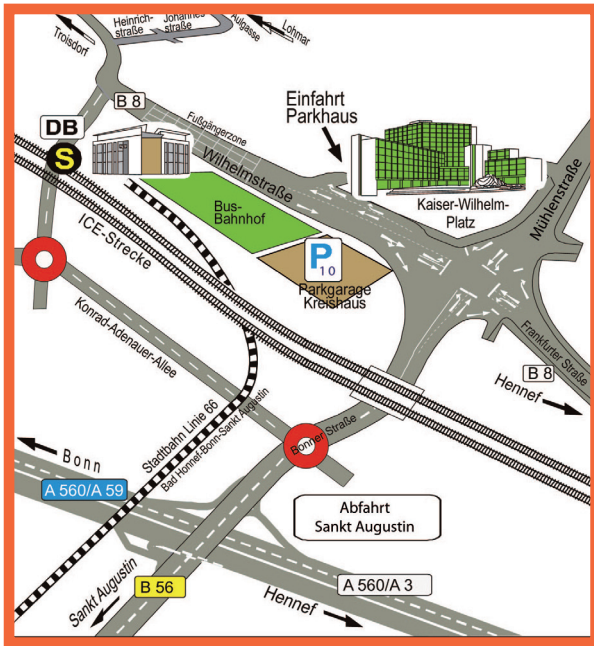 Heinrich-
straße
Johannes-
straße
Aulgasse
Lohmar
Troisdorf
B 8
Einfahrt
Parkhaus
DB
S
Fußgängerzone
Wilhelmstraße
Kaiser-Wilhelm-
Platz
Mühlenstraße
Bus-
Bahnhof
P
10
Parkgarage
Kreishaus
ICE-Strecke
Konrad-Adenauer-Allee
Frankfurter Straße
B 8
Hennef
Stadtbahn Linie 66
Bad Honnef-Bonn-Sankt Augustin
Bonner Straße
Bonn
A 560/A 59
Abfahrt
Sankt Augustin
Sankt Augustin
B 56
A 560/A 3
Hennef